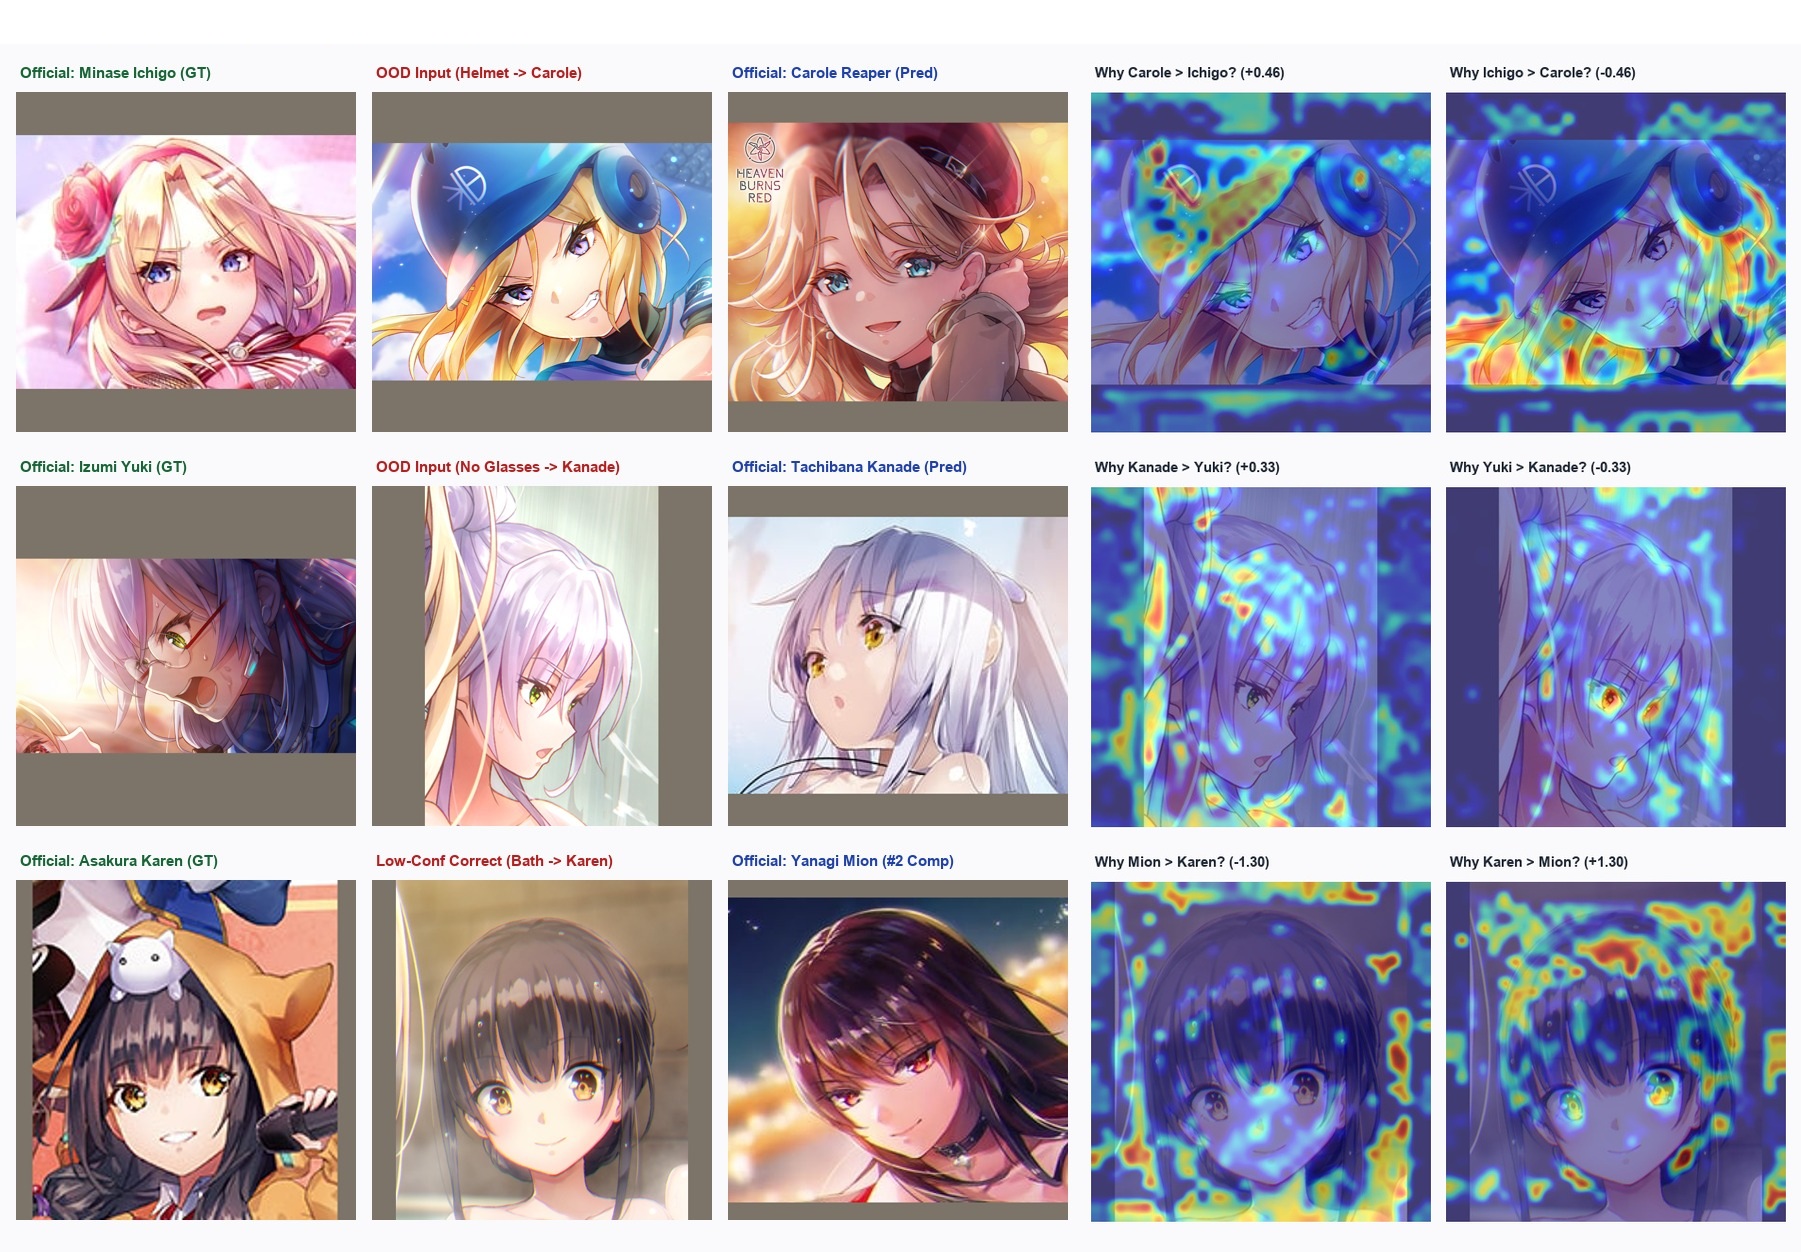 Official: Minase Ichigo (GT)
OOD Input (Helmet -> Carole)
Official: Carole Reaper (Pred)
Why Carole > Ichigo? (+0.46)
Why Ichigo > Carole? (-0.46)
HEAVEN
BURNS
RED
Official: Izumi Yuki (GT)
OOD Input (No Glasses -> Kanade)
Official: Tachibana Kanade (Pred)
Why Kanade > Yuki? (+0.33)
Why Yuki > Kanade? (-0.33)
Official: Asakura Karen (GT)
Low-Conf Correct (Bath -> Karen)
Official: Yanagi Mion (#2 Comp)
Why Mion > Karen? (-1.30)
Why Karen > Mion? (+1.30)